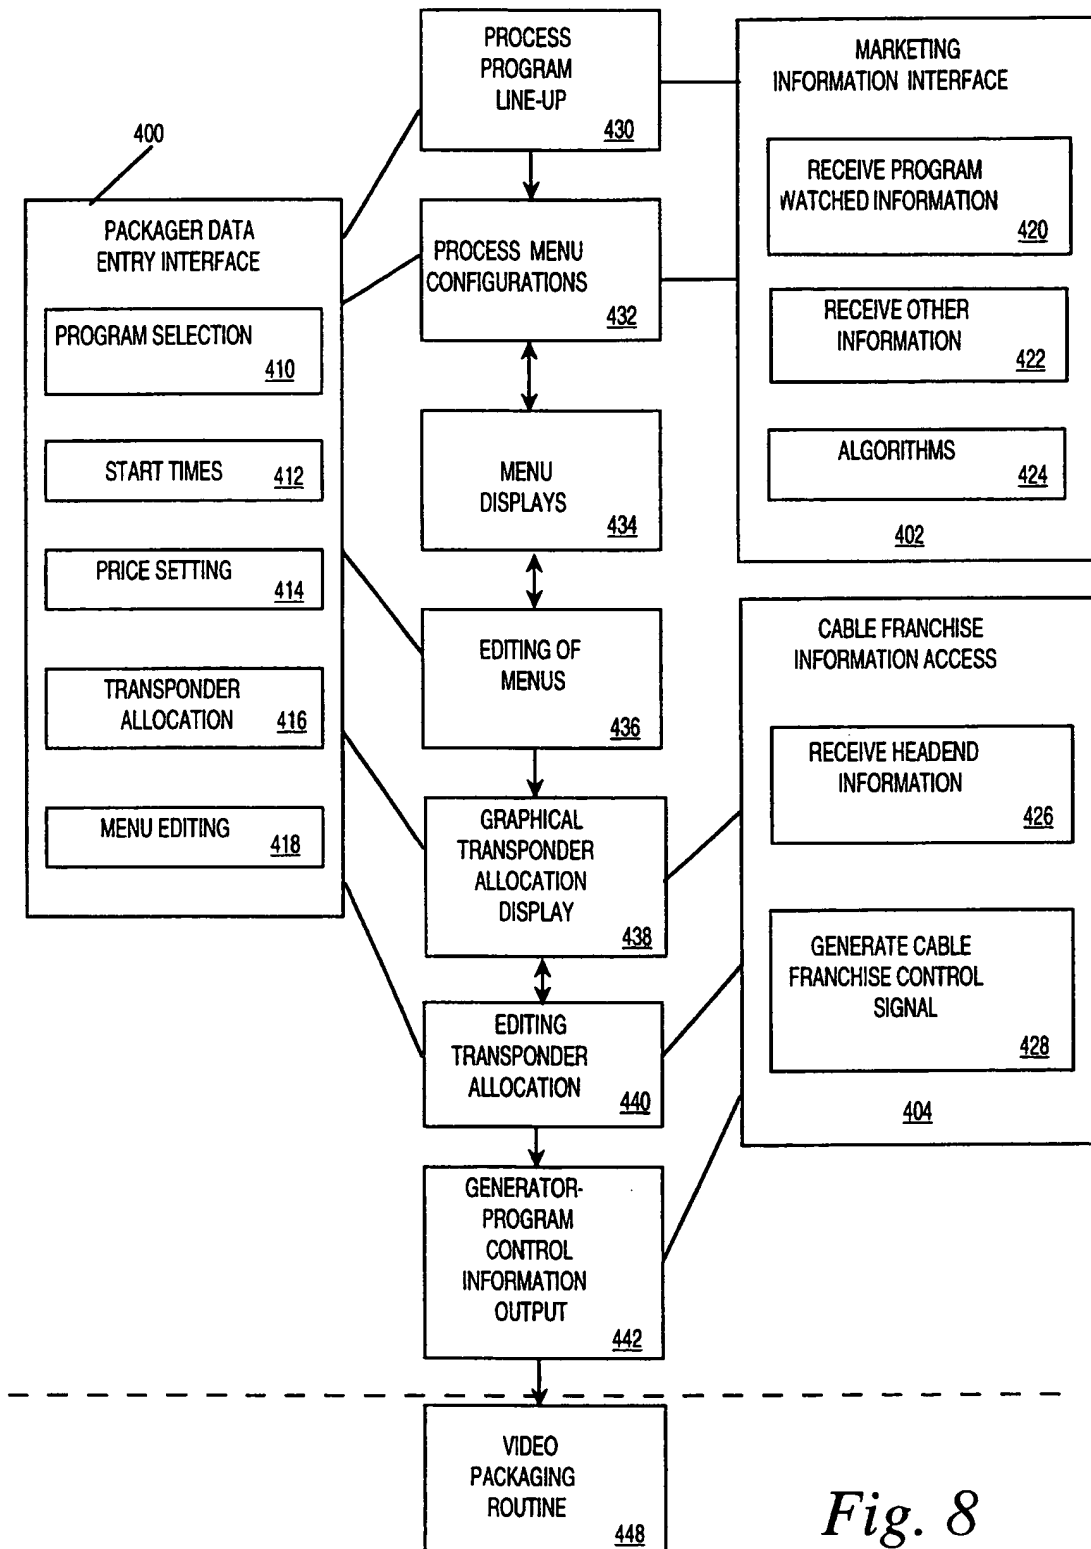 PROCESS
PROGRAM
LINE-UP
430
MARKETING
INFORMATION INTERFACE
RECEIVE PROGRAM
WATCHED INFORMATION
420
RECEIVE OTHER
INFORMATION
422
ALGORITHMS
424
402
400
PACKAGER DATA
ENTRY INTERFACE
PROGRAM SELECTION
410
START TIMES
412
PRICE SETTING
414
TRANSPONDER
ALLOCATION
416
MENU EDITING
418
PROCESS MENU
CONFIGURATIONS
432
MENU
DISPLAYS
434
EDITING OF
MENUS
436
GRAPHICAL
TRANSPONDER
ALLOCATION
DISPLAY
438
EDITING
TRANSPONDER
ALLOCATION
440
GENERATOR-
PROGRAM
CONTROL
INFORMATION
OUTPUT
442
CABLE FRANCHISE
INFORMATION ACCESS
RECEIVE HEADEND
INFORMATION
426
GENERATE CABLE
FRANCHISE CONTROL
SIGNAL
428
404
VIDEO
PACKAGING
ROUTINE
448
Fig. 8